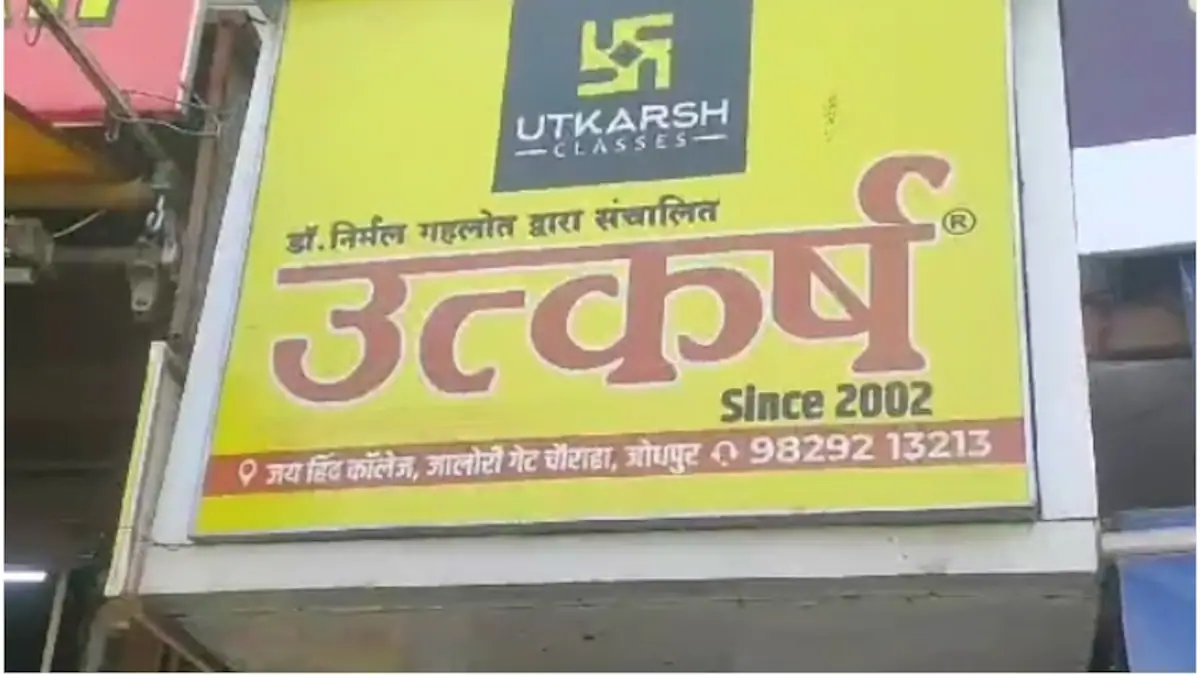 UTKARSH
CLASSES
डॉ. निर्मल गहलोत द्वारा संचालित
उत्कर्ष ®
Since 2002
जय हिंद कॉलेज, जालोरी गेट चौराहा, जोधपुर 98292 13213